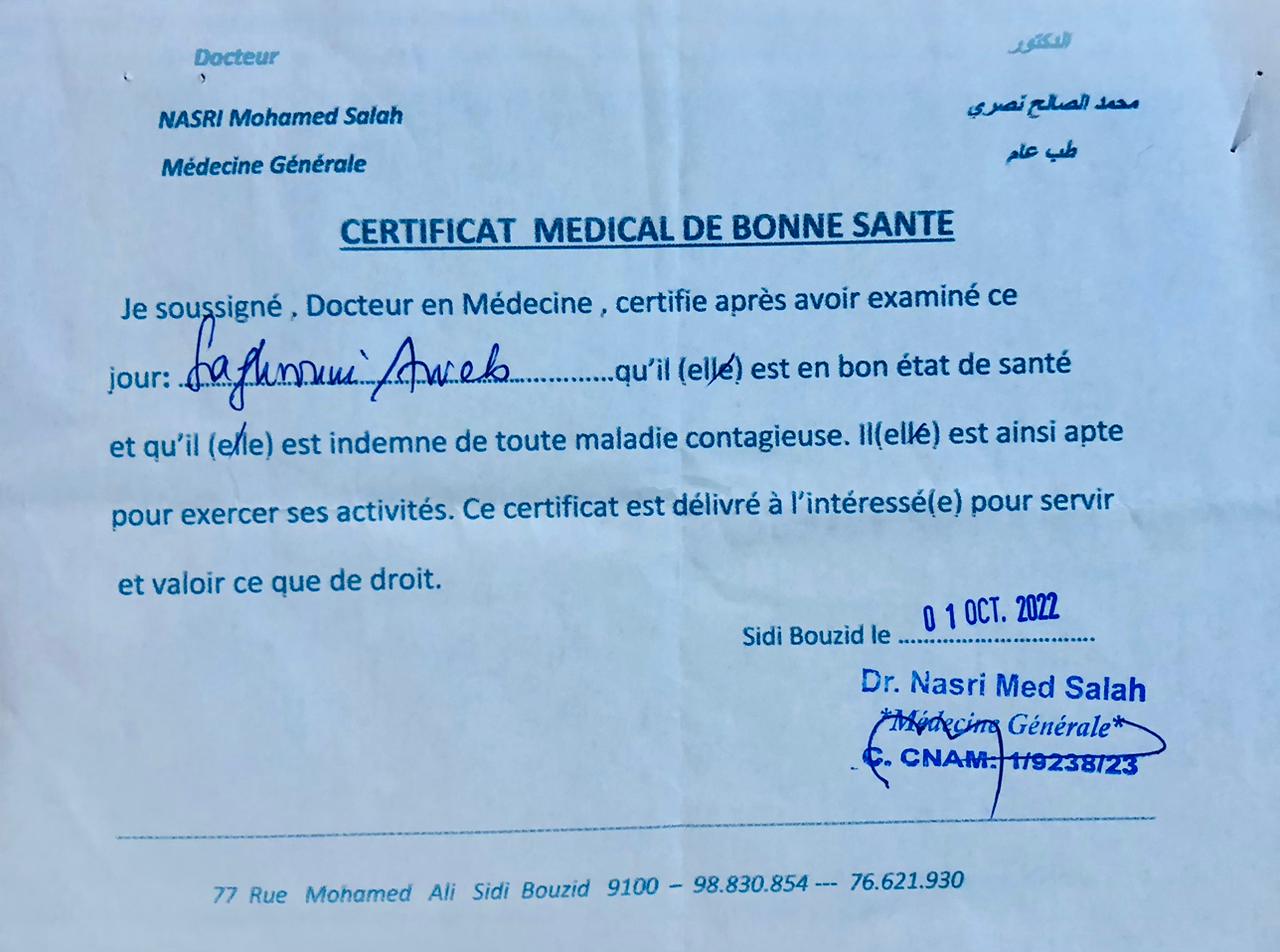 Docteur
NASRI Mohamed Salah
Médecine Générale
الدكتور
محمد الصالح نصري
طب عام
CERTIFICAT MEDICAL DE BONNE SANTE
Je soussigné , Docteur en Médecine , certifie après avoir examiné ce
jour: .......................................qu'il (elle) est en bon état de santé
et qu'il (elle) est indemne de toute maladie contagieuse. Il(elle) est ainsi apte
pour exercer ses activités. Ce certificat est délivré à l'intéressé(e) pour servir
et valoir ce que de droit.
Sidi Bouzid le 01 OCT. 2022
Dr. Nasri Med Salah
*Médecine Générale*
C. CNAM: 1/9238/23
77 Rue Mohamed Ali Sidi Bouzid 9100 – 98.830.854 --- 76.621.930